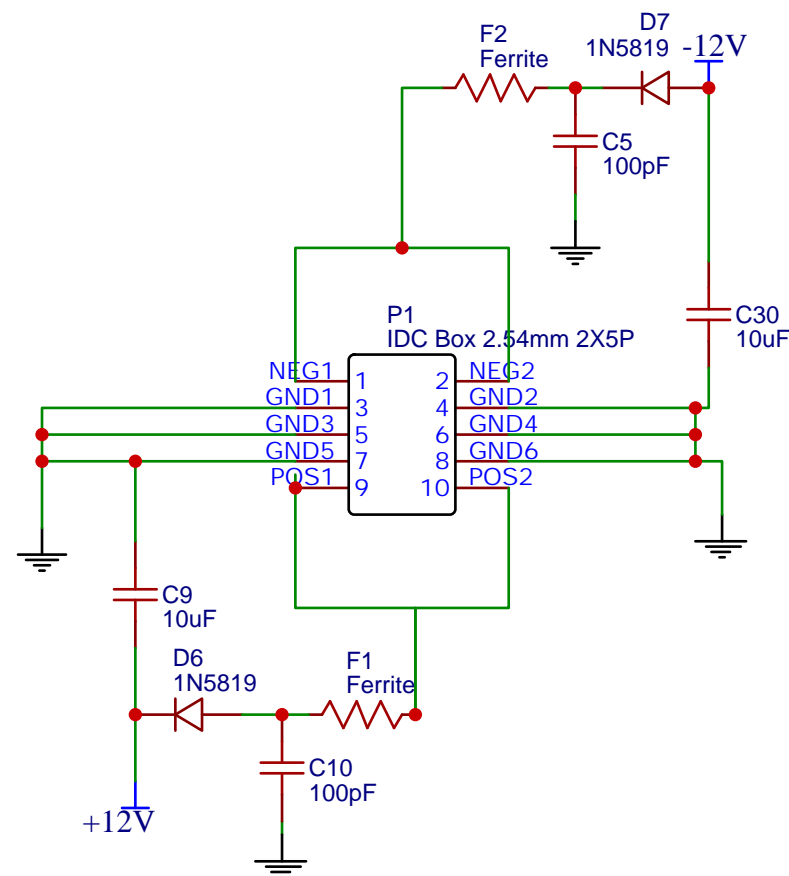 D7
1N5819
-12V
F2
Ferrite
C5
100pF
C30
10uF
P1
IDC Box 2.54mm 2X5P
NEG1 1 2 NEG2
GND1 3 4 GND2
GND3 5 6 GND4
GND5 7 8 GND6
POS1 9 10 POS2
C9
10uF
D6
1N5819
F1
Ferrite
C10
100pF
+12V